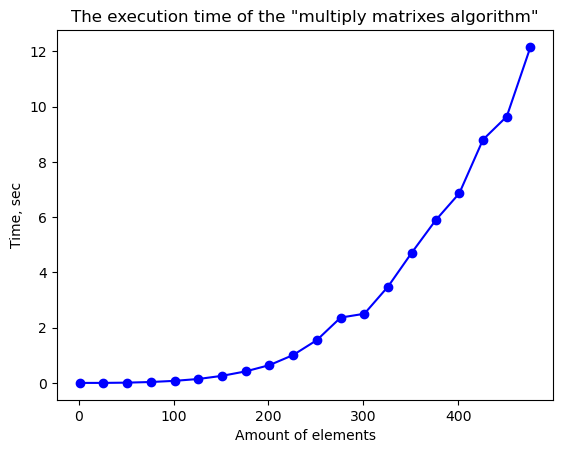 The execution time of the "multiply matrixes algorithm"
12
10
8
6
4
2
0
Time, sec
0 100 200 300 400
Amount of elements